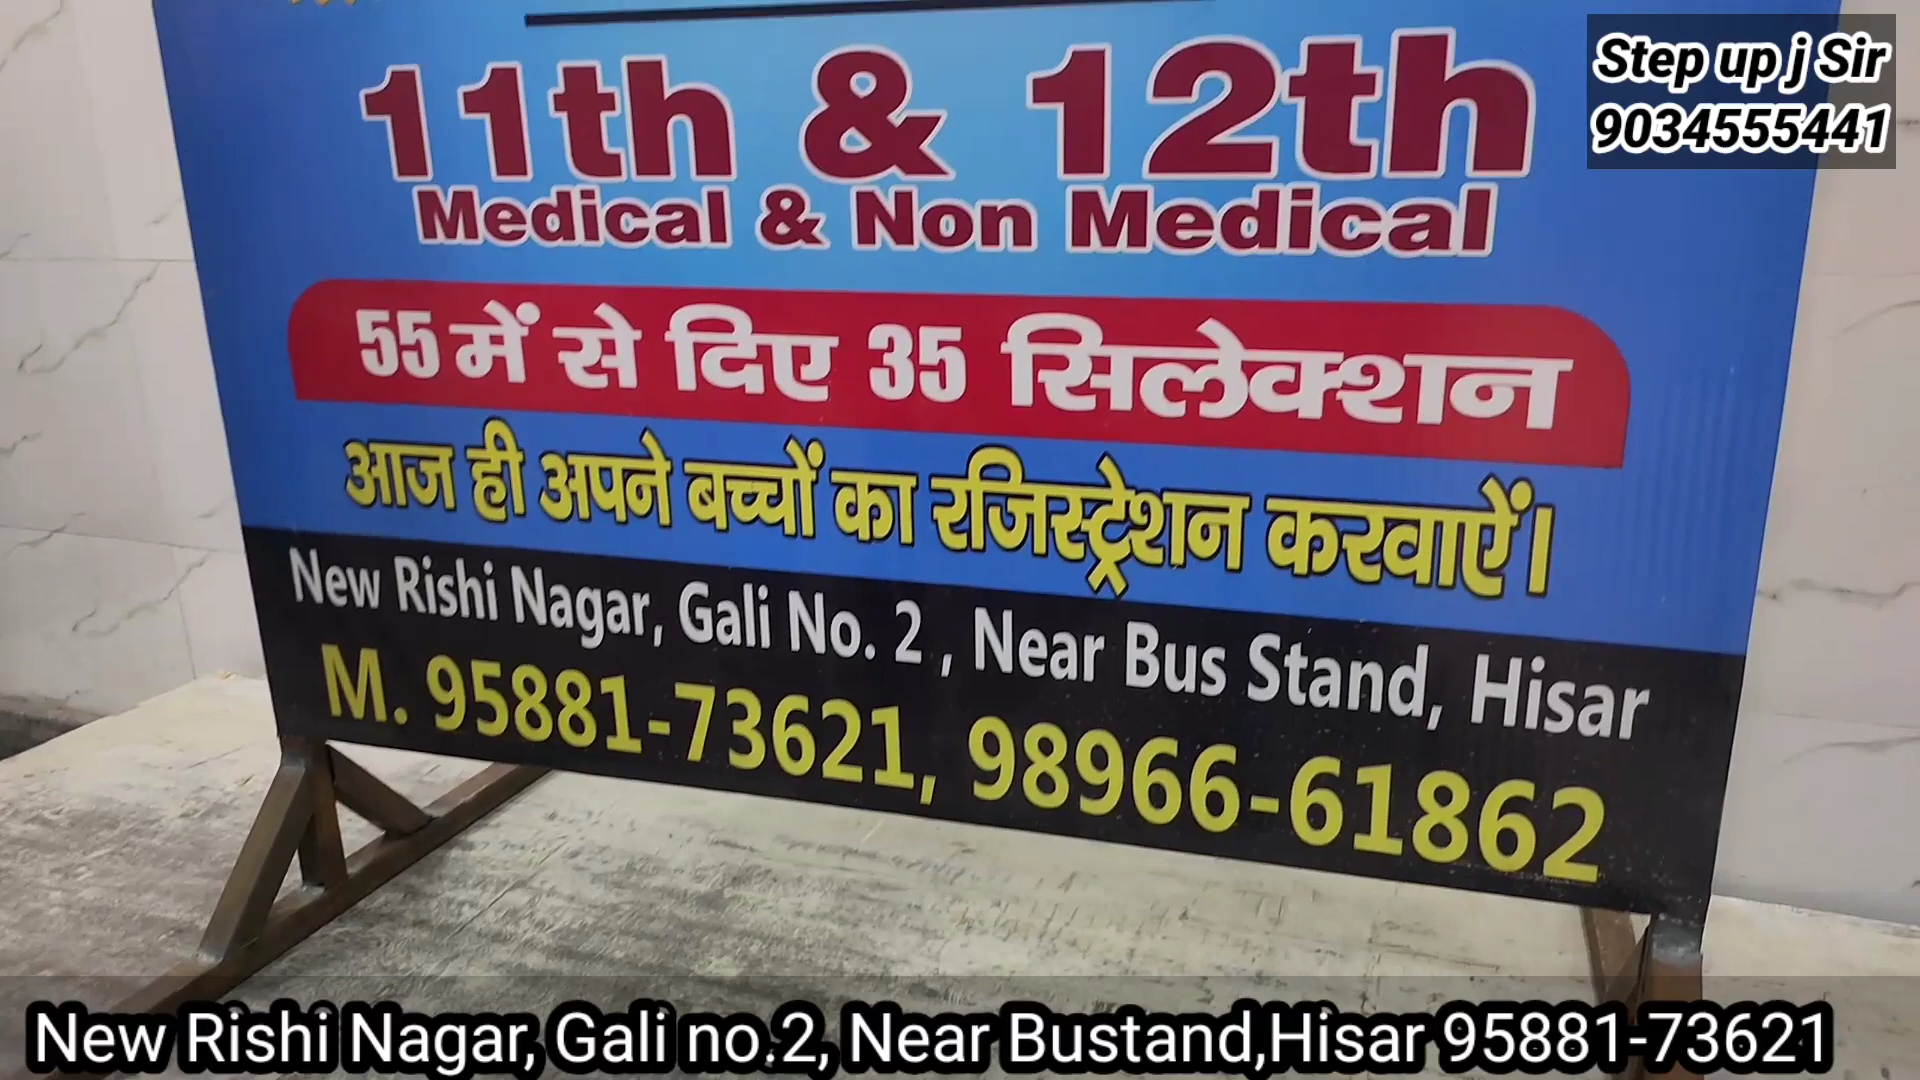 Step up j Sir
9034555441
11th & 12th
Medical & Non Medical
55 में से दिए 35 सिलेक्शन
आज ही अपने बच्चों का रजिस्ट्रेशन करवाऐं।
New Rishi Nagar, Gali No. 2 , Near Bus Stand, Hisar
M. 95881-73621, 98966-61862
New Rishi Nagar, Gali no.2, Near Bustand,Hisar 95881-73621